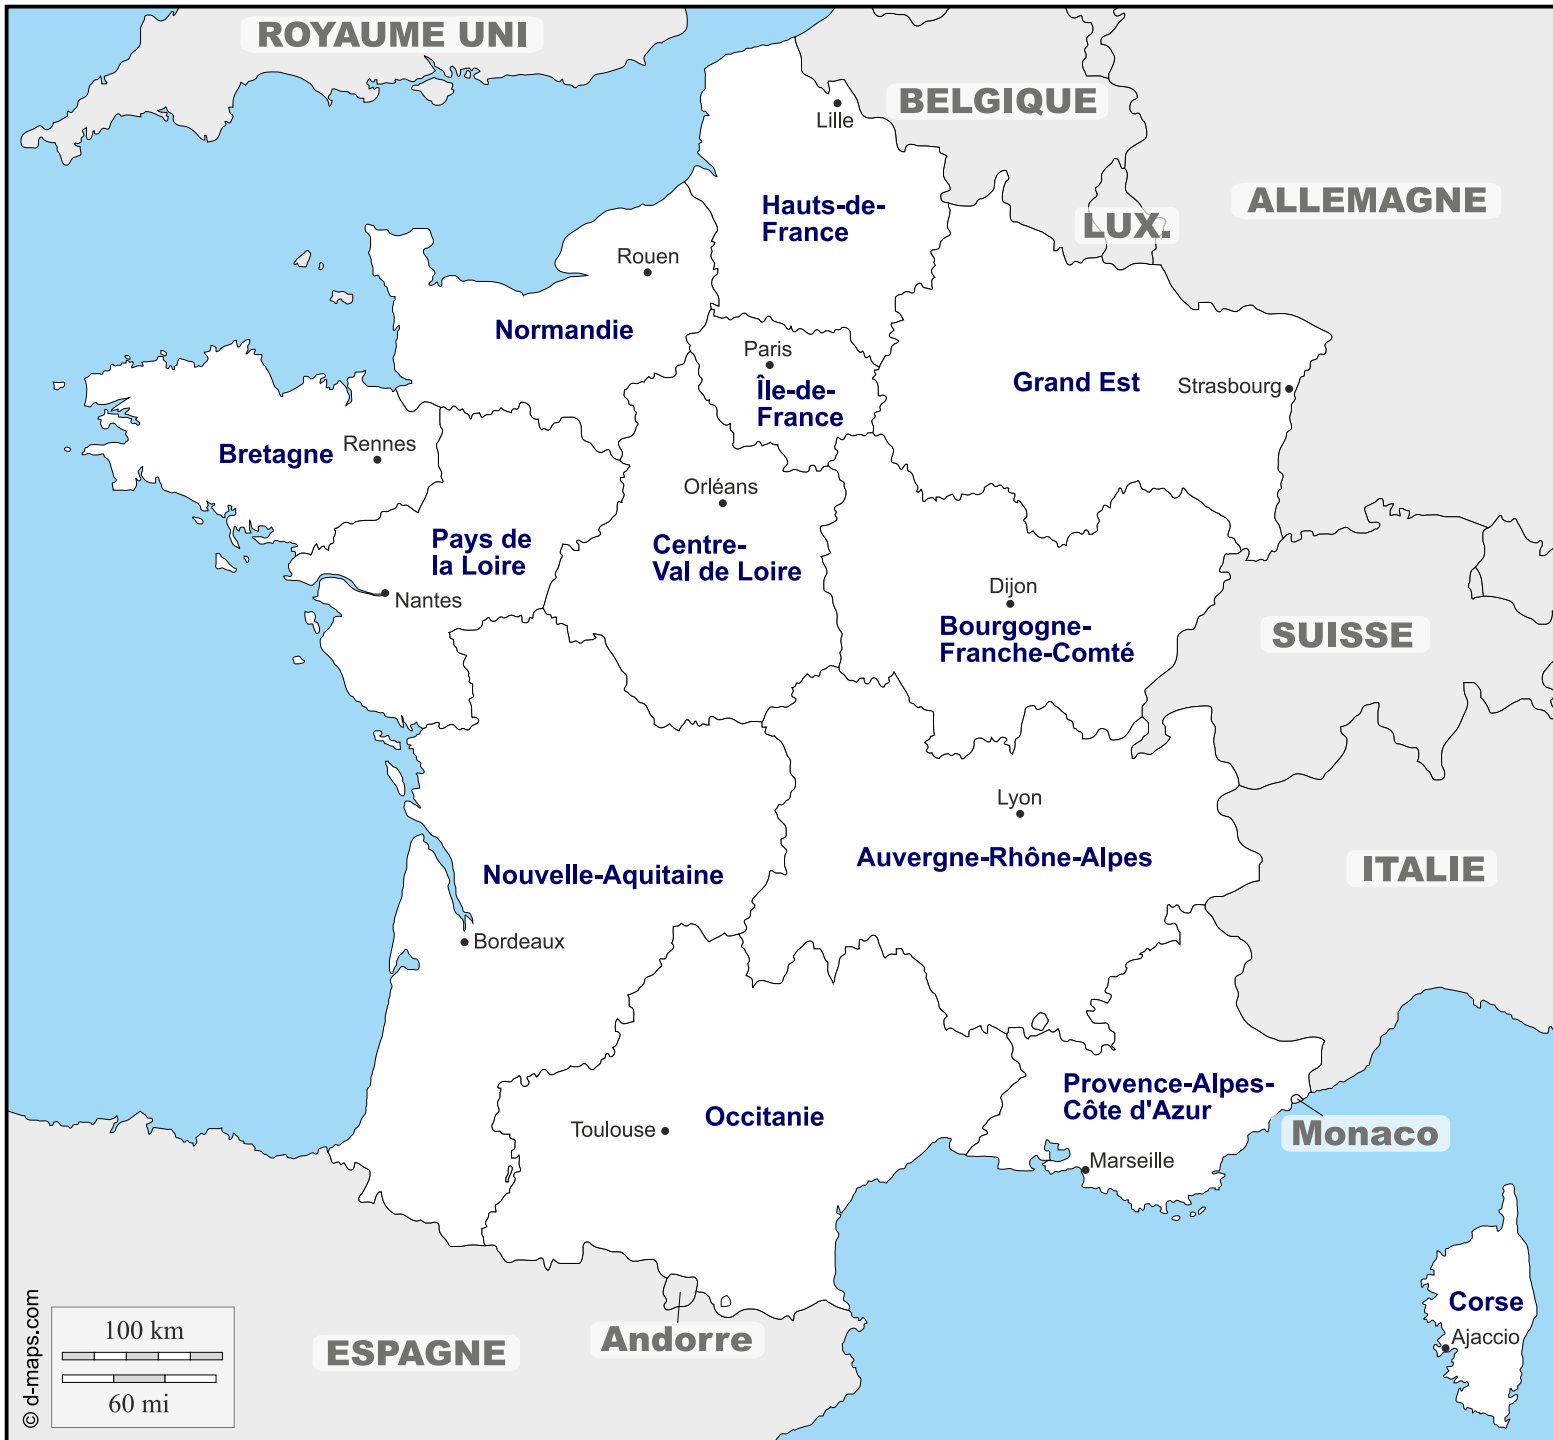 ROYAUME UNI
BELGIQUE
Lille
ALLEMAGNE
Hauts-de-
France
LUX.
Rouen
Normandie
Paris
Île-de-
France
Grand Est
Strasbourg
Bretagne
Rennes
Orléans
Pays de
la Loire
Centre-
Val de Loire
Nantes
Dijon
Bourgogne-
Franche-Comté
SUISSE
Lyon
Auvergne-Rhône-Alpes
ITALIE
Nouvelle-Aquitaine
Bordeaux
Provence-Alpes-
Côte d'Azur
Occitanie
Toulouse
Monaco
Marseille
Corse
Ajaccio
Andorre
ESPAGNE
100 km
60 mi
© d-maps.com